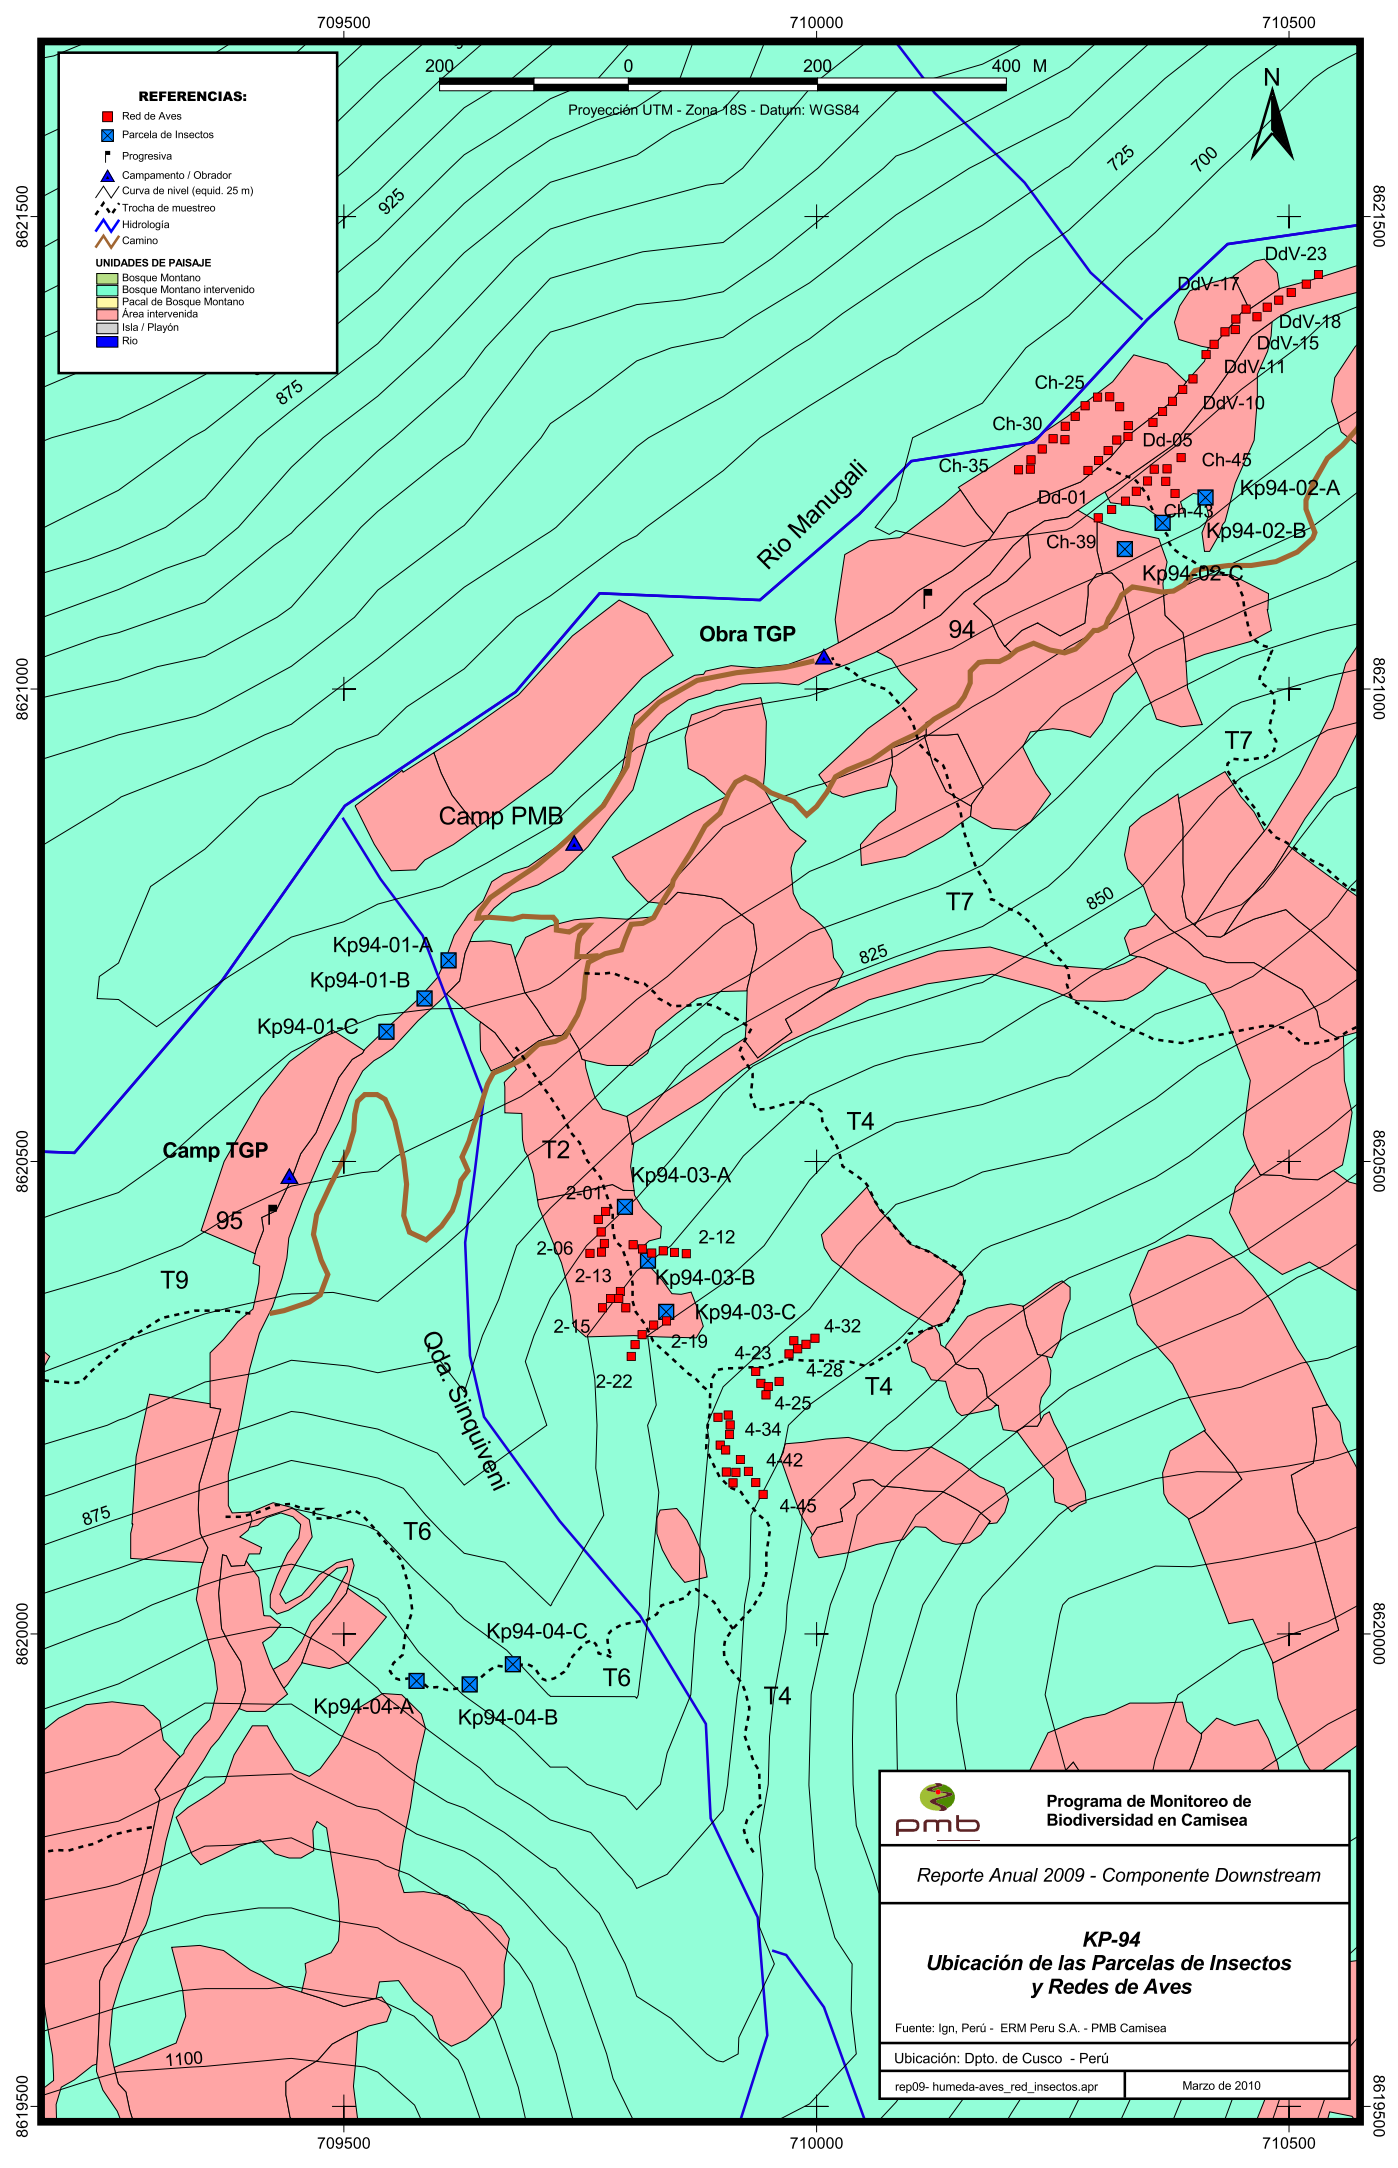 709500
710000
710500
200
0
200
400 M
Proyección UTM - Zona 18S - Datum: WGS84
N
REFERENCIAS:
Red de Aves
Parcela de Insectos
Progresiva
Campamento / Obrador
Curva de nivel (equid. 25 m)
Trocha de muestreo
Hidrología
Camino
UNIDADES DE PAISAJE
Bosque Montano
Bosque Montano intervenido
Pacal de Bosque Montano
Área intervenida
Isla / Playón
Rio
725
700
925
8621500
8621500
DdV-23
DdV-17
DdV-18
DdV-15
DdV-11
875
Ch-25
DdV-10
Ch-30
Dd-05
Ch-35
Ch-45
Kp94-02-A
Dd-01
Ch-43
Rio Manugali
Kp94-02-B
Ch-39
Kp94-02-C
94
Obra TGP
8621000
8621000
T7
Camp PMB
T7
850
825
Kp94-01-A
Kp94-01-B
Kp94-01-C
T4
Camp TGP
T2
8620500
8620500
Kp94-03-A
2-01
95
2-12
2-06
T9
2-13
Kp94-03-B
Kp94-03-C
2-15
2-19
4-32
4-23
4-28
2-22
T4
4-25
Qda. Sinquiveni
4-34
4-42
4-45
875
T6
8620000
8620000
Kp94-04-C
T6
T4
Kp94-04-A
Kp94-04-B
1100
pmb
Programa de Monitoreo de
Biodiversidad en Camisea
Reporte Anual 2009 - Componente Downstream
KP-94
Ubicación de las Parcelas de Insectos
y Redes de Aves
Fuente: Ign, Perú - ERM Peru S.A. - PMB Camisea
Ubicación: Dpto. de Cusco - Perú
rep09- humeda-aves_red_insectos.apr
Marzo de 2010
8619500
8619500
709500
710000
710500